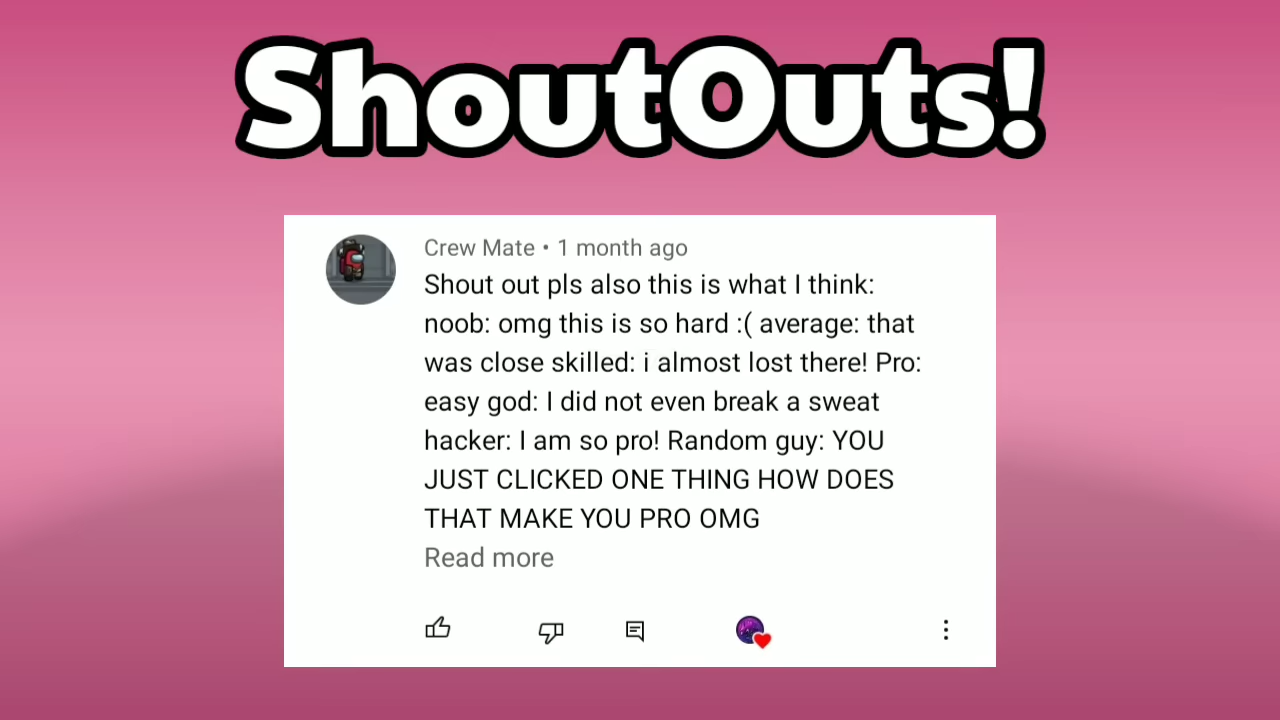 ShoutOuts!
Crew Mate • 1 month ago
Shout out pls also this is what I think:
noob: omg this is so hard :( average: that
was close skilled: i almost lost there! Pro:
easy god: I did not even break a sweat
hacker: I am so pro! Random guy: YOU
JUST CLICKED ONE THING HOW DOES
THAT MAKE YOU PRO OMG
Read more